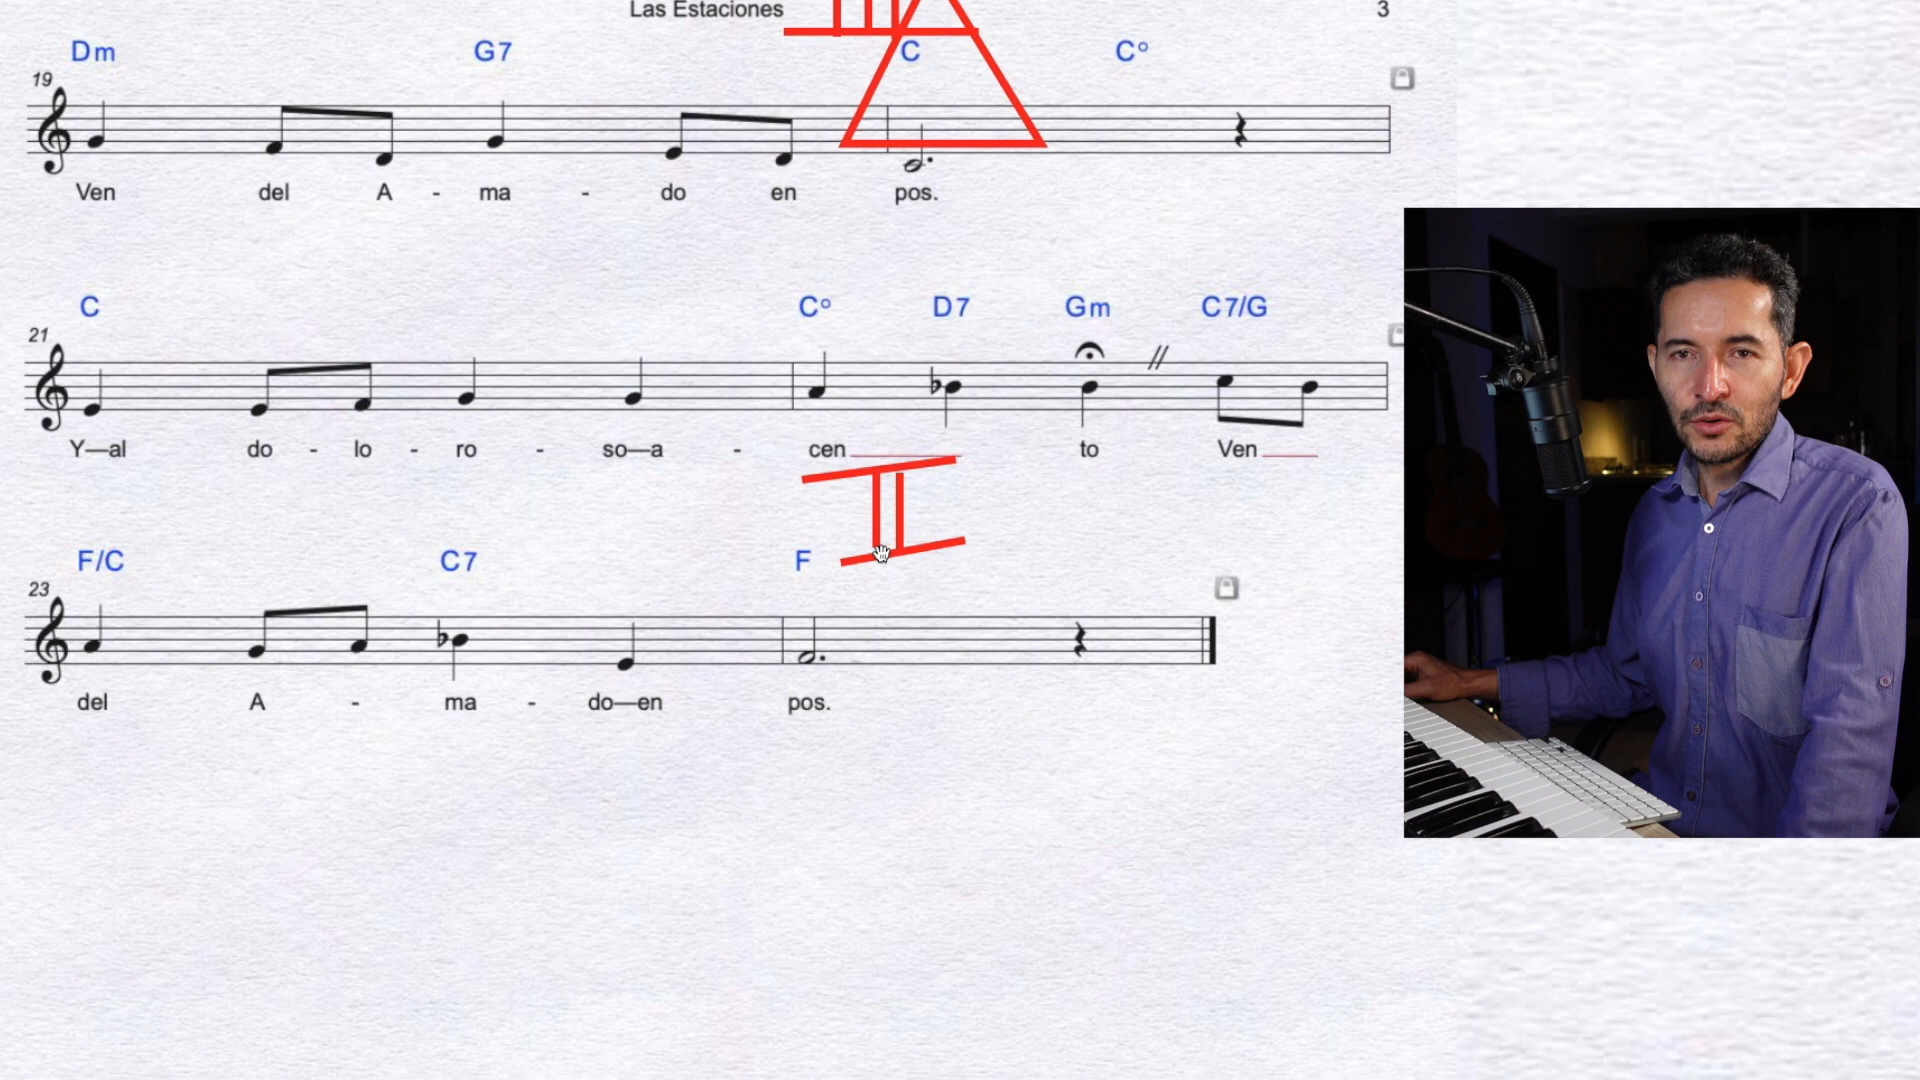 Las Estaciones 3
Dm G7 C C°
19
Ven del A - ma - do en pos.
C C° D7 Gm C7/G
21
Y—al do - lo - ro - so—a - cen to Ven
II
F/C C7 F
23
del A - ma - do—en pos.